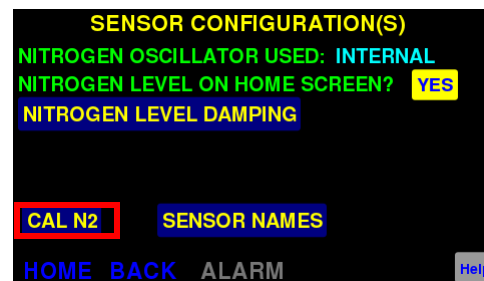 SENSOR CONFIGURATION(S)
NITROGEN OSCILLATOR USED: INTERNAL
NITROGEN LEVEL ON HOME SCREEN? YES
NITROGEN LEVEL DAMPING
CAL N2 SENSOR NAMES
HOME BACK ALARM Help